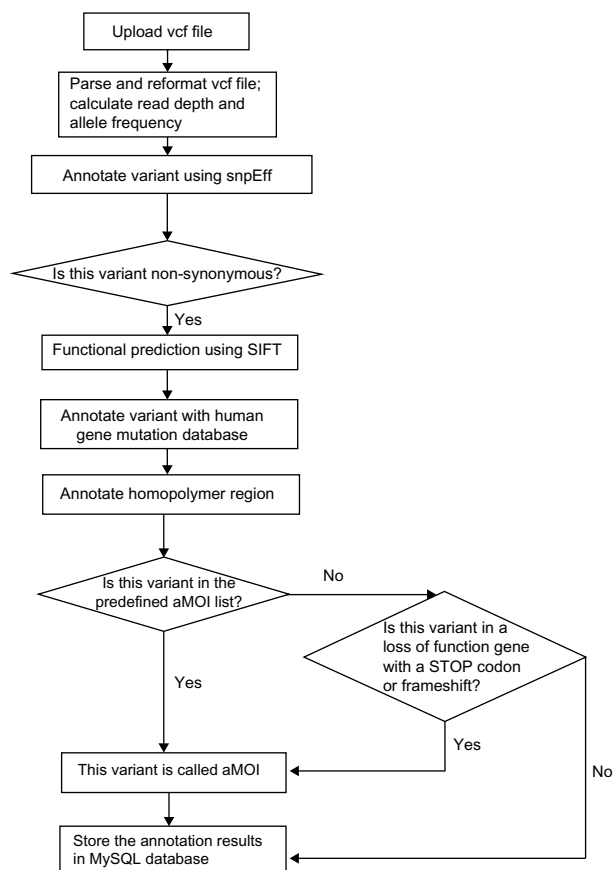 Upload vcf file
Parse and reformat vcf file;
calculate read depth and
allele frequency
Annotate variant using snpEff
Is this variant non-synonymous?
Yes
Functional prediction using SIFT
Annotate variant with human
gene mutation database
Annotate homopolymer region
Is this variant in the
predefined aMOI list?
No
Is this variant in a
loss of function gene
with a STOP codon
or frameshift?
Yes
Yes
No
This variant is called aMOI
Store the annotation results
in MySQL database